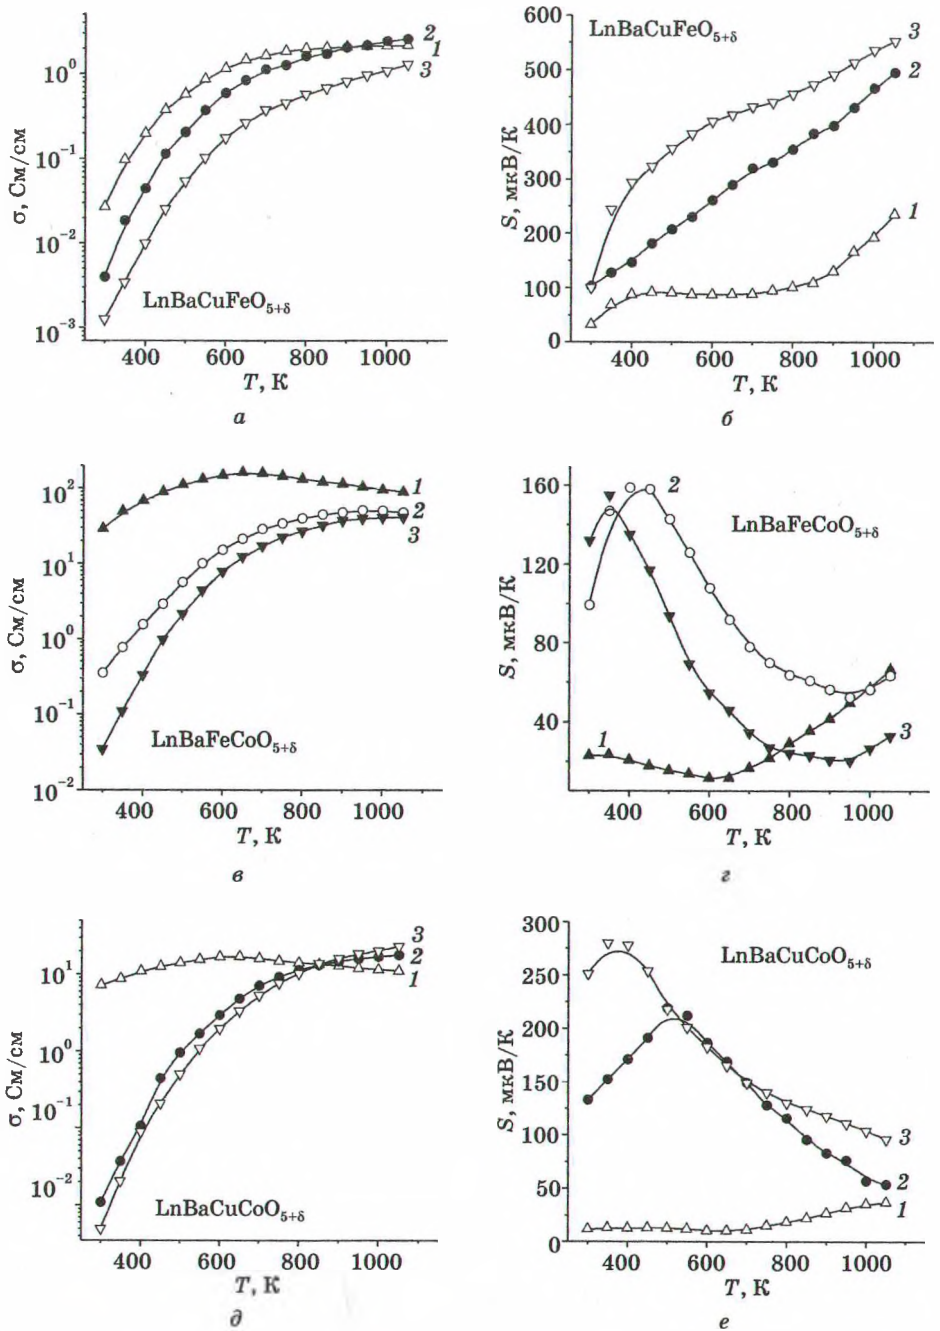 LnBaCuFeO₅₊δ
σ, См/см
10⁰
10⁻¹
10⁻²
10⁻³
2
1
3
400 600 800 1000
T, К
а
LnBaCuFeO₅₊δ
S, мкВ/К
600
500
400
300
200
100
0
3
2
1
400 600 800 1000
T, К
б
LnBaFeCoO₅₊δ
σ, См/см
10²
10¹
10⁰
10⁻¹
10⁻²
1
2
3
400 600 800 1000
T, К
в
LnBaFeCoO₅₊δ
S, мкВ/К
160
120
80
40
2
1
3
400 600 800 1000
T, К
г
LnBaCuCoO₅₊δ
σ, См/см
10¹
10⁰
10⁻¹
10⁻²
3
2
1
400 600 800 1000
T, К
д
LnBaCuCoO₅₊δ
S, мкВ/К
300
250
200
150
100
50
0
3
2
1
400 600 800 1000
T, К
е